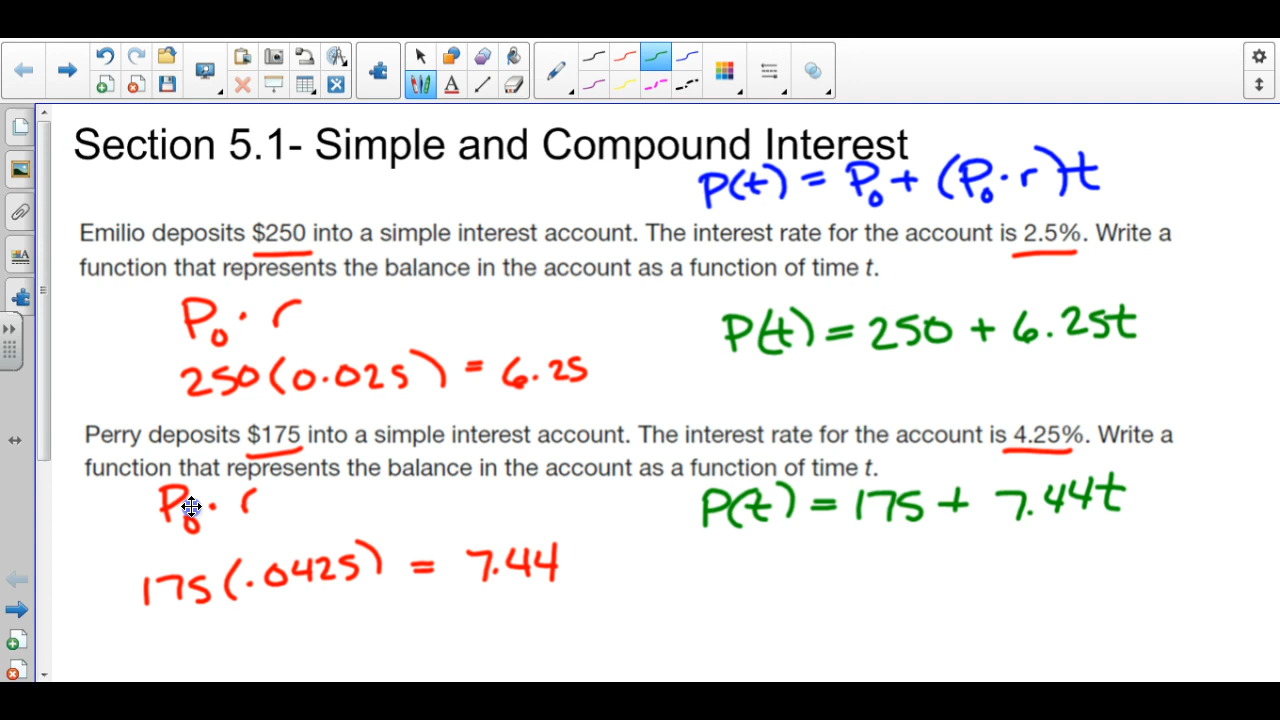 Section 5.1- Simple and Compound Interest
P(t) = P₀ + (P₀ · r)t
Emilio deposits $250 into a simple interest account. The interest rate for the account is 2.5%. Write a
function that represents the balance in the account as a function of time t.
P₀ · r
P(t) = 250 + 6.25t
250(0.025) = 6.25
Perry deposits $175 into a simple interest account. The interest rate for the account is 4.25%. Write a
function that represents the balance in the account as a function of time t.
P₀ · r
P(t) = 175 + 7.44t
175(.0425) = 7.44